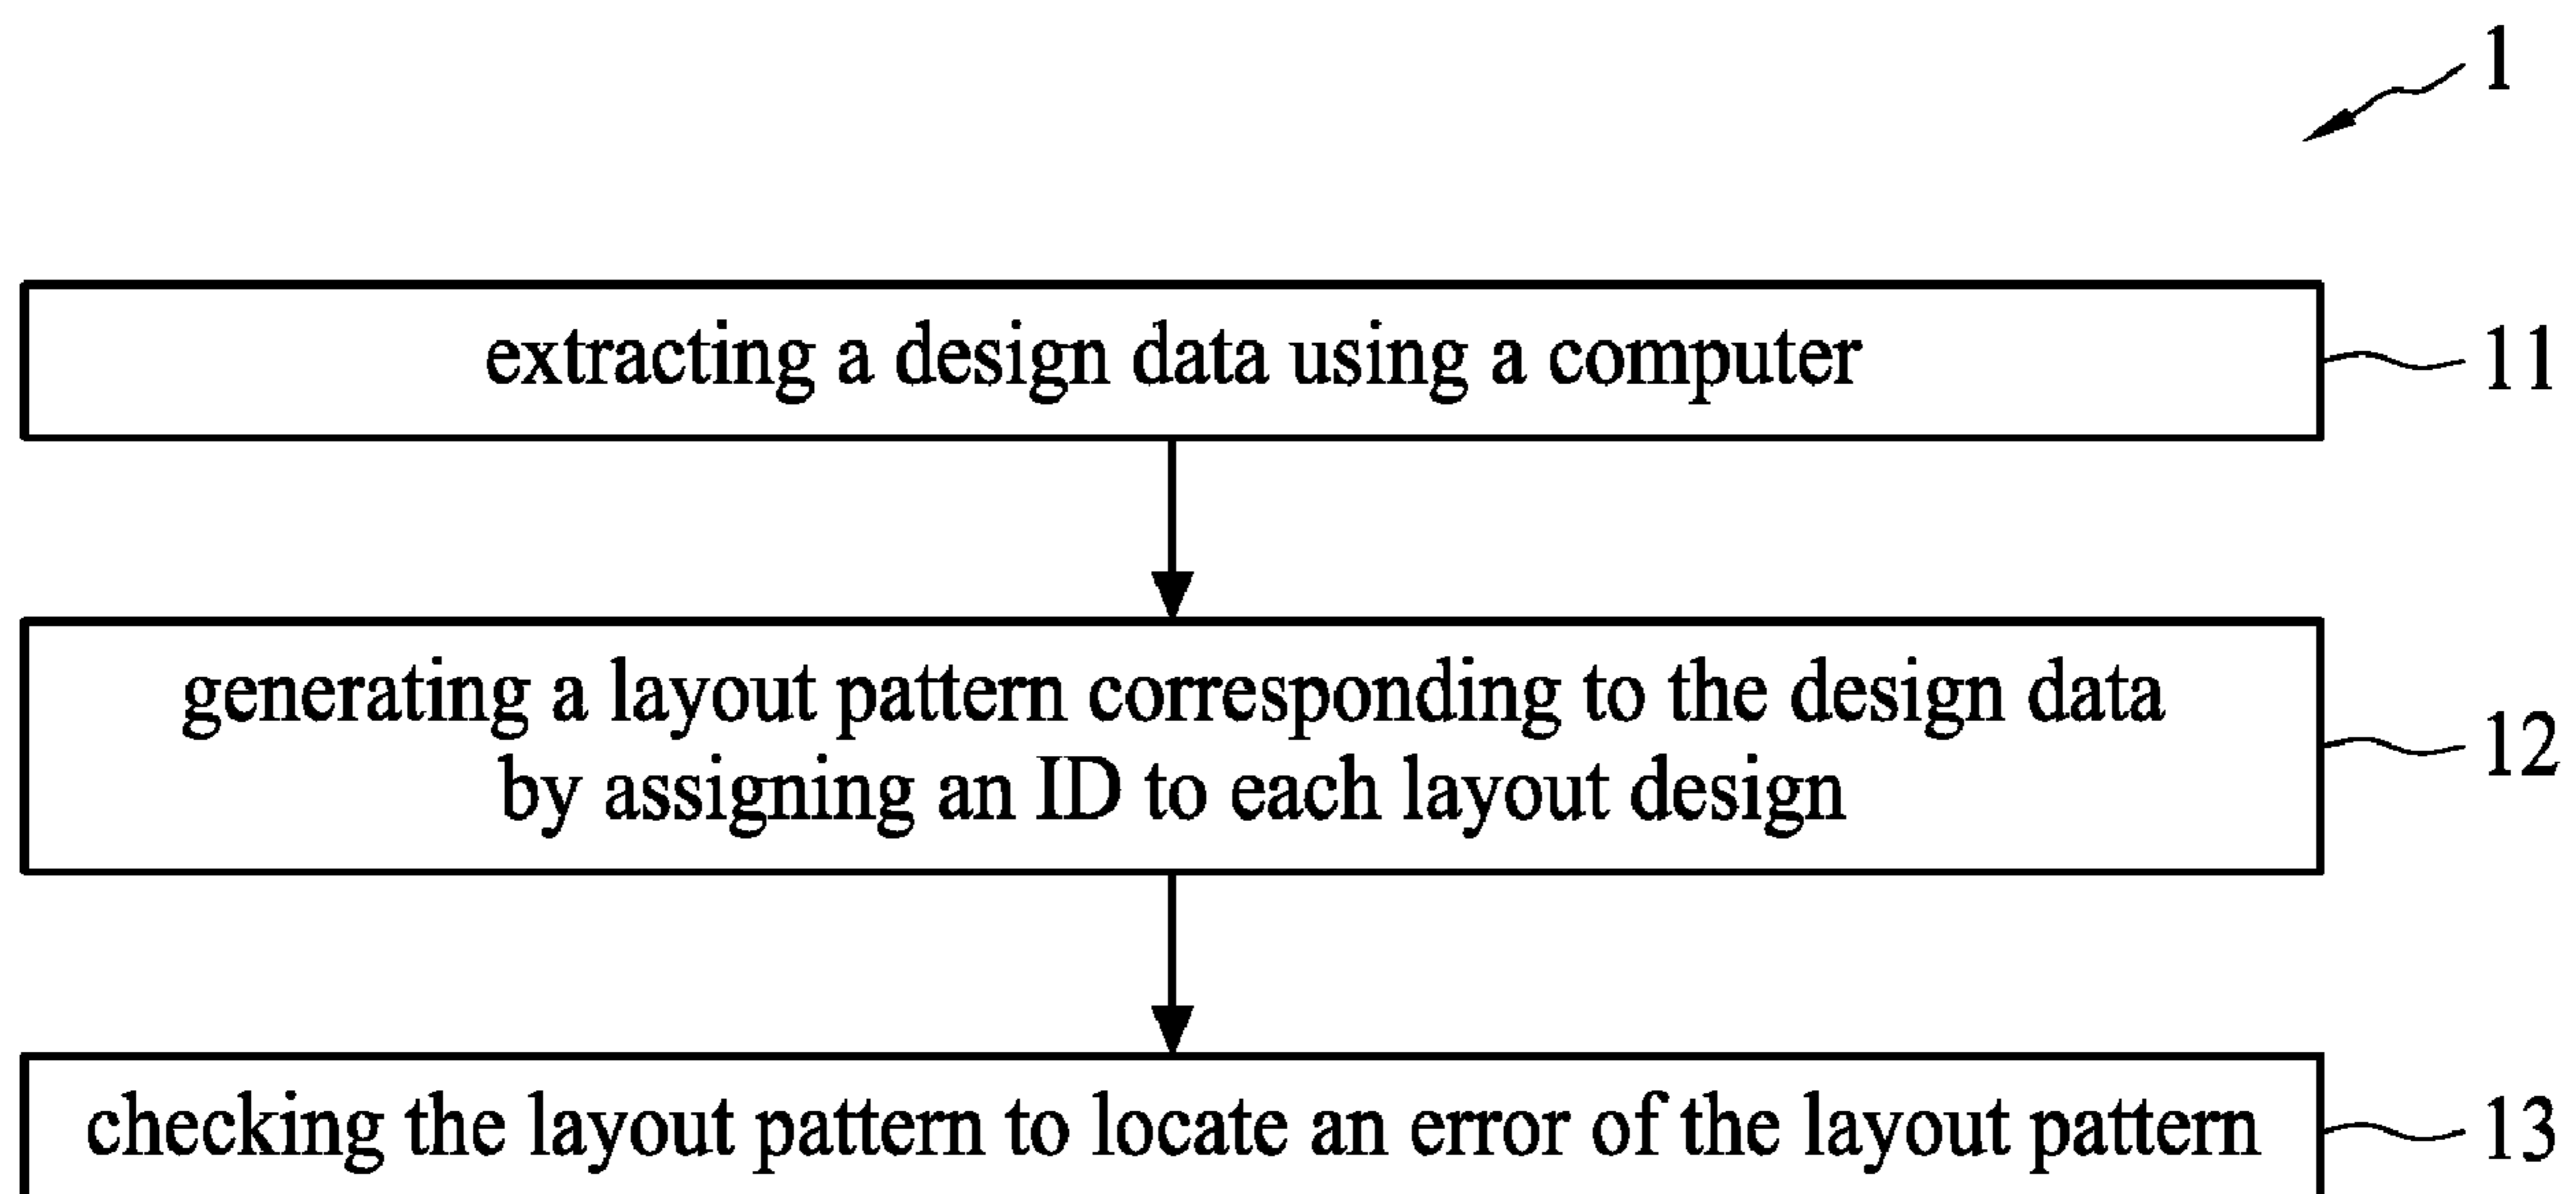 1
extracting a design data using a computer
11
generating a layout pattern corresponding to the design data
by assigning an ID to each layout design
12
checking the layout pattern to locate an error of the layout pattern
13